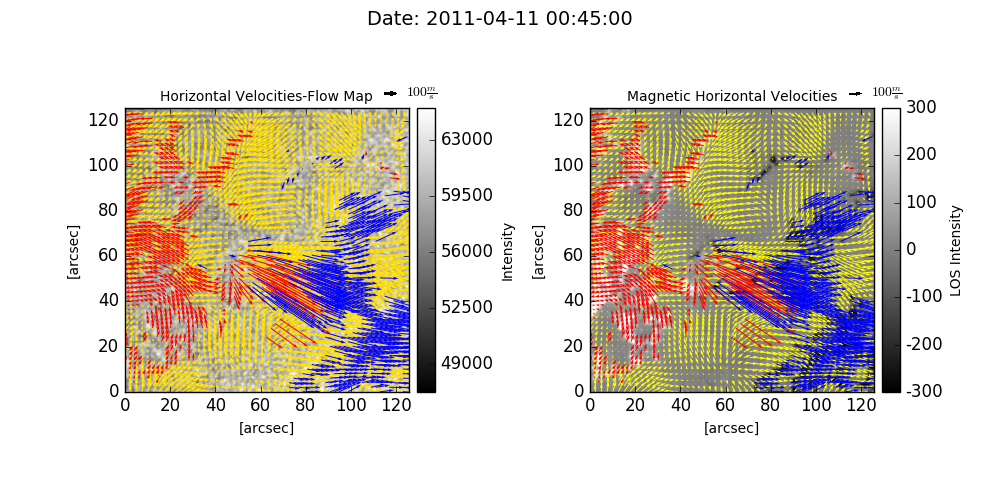 Date: 2011-04-11 00:45:00
Horizontal Velocities-Flow Map
100 m/s
120
100
80
60
40
20
0
0 20 40 60 80 100 120
[arcsec]
[arcsec]
63000
59500
56000
52500
49000
Intensity
Magnetic Horizontal Velocities
100 m/s
120
100
80
60
40
20
0
0 20 40 60 80 100 120
[arcsec]
[arcsec]
300
200
100
0
-100
-200
-300
LOS Intensity